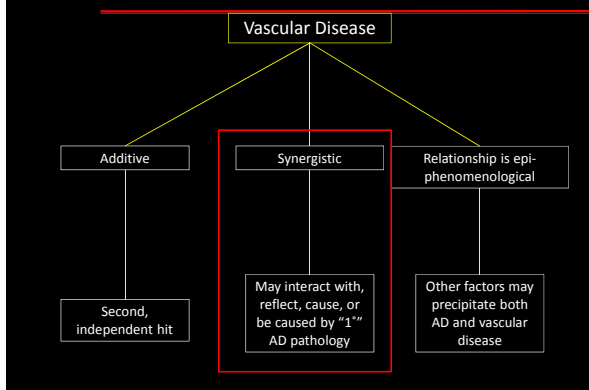 Vascular Disease
Additive
Synergistic
Relationship is epi-
phenomenological
Second,
independent hit
May interact with,
reflect, cause, or
be caused by “1˚”
AD pathology
Other factors may
precipitate both
AD and vascular
disease